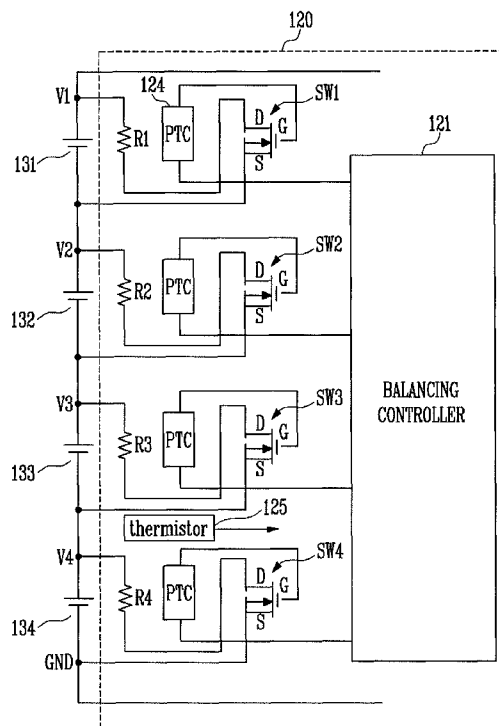 120
V1
124
PTC
R1
D
G
S
SW1
121
131
V2
PTC
R2
D
G
S
SW2
132
V3
PTC
R3
D
G
S
SW3
BALANCING
CONTROLLER
133
thermistor
125
V4
PTC
R4
D
G
S
SW4
134
GND